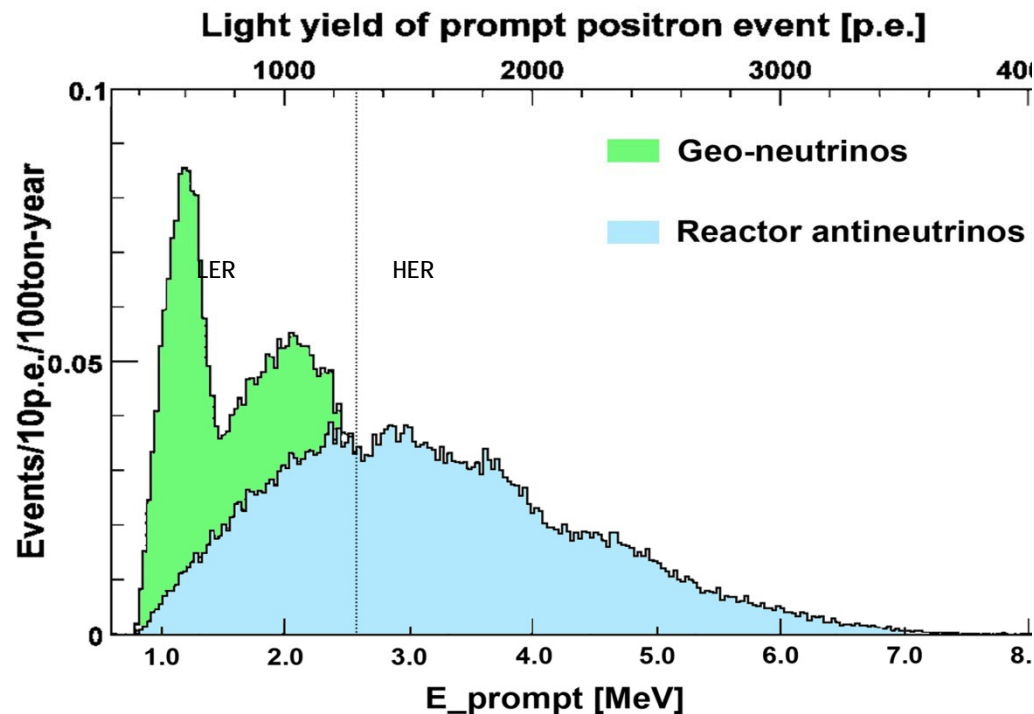 Light yield of prompt positron event [p.e.]
1000 2000 3000 400
0.1
Geo-neutrinos
Reactor antineutrinos
LER HER
Events/10p.e./100ton-year
0.05
0
1.0 2.0 3.0 4.0 5.0 6.0 7.0 8.
E_prompt [MeV]